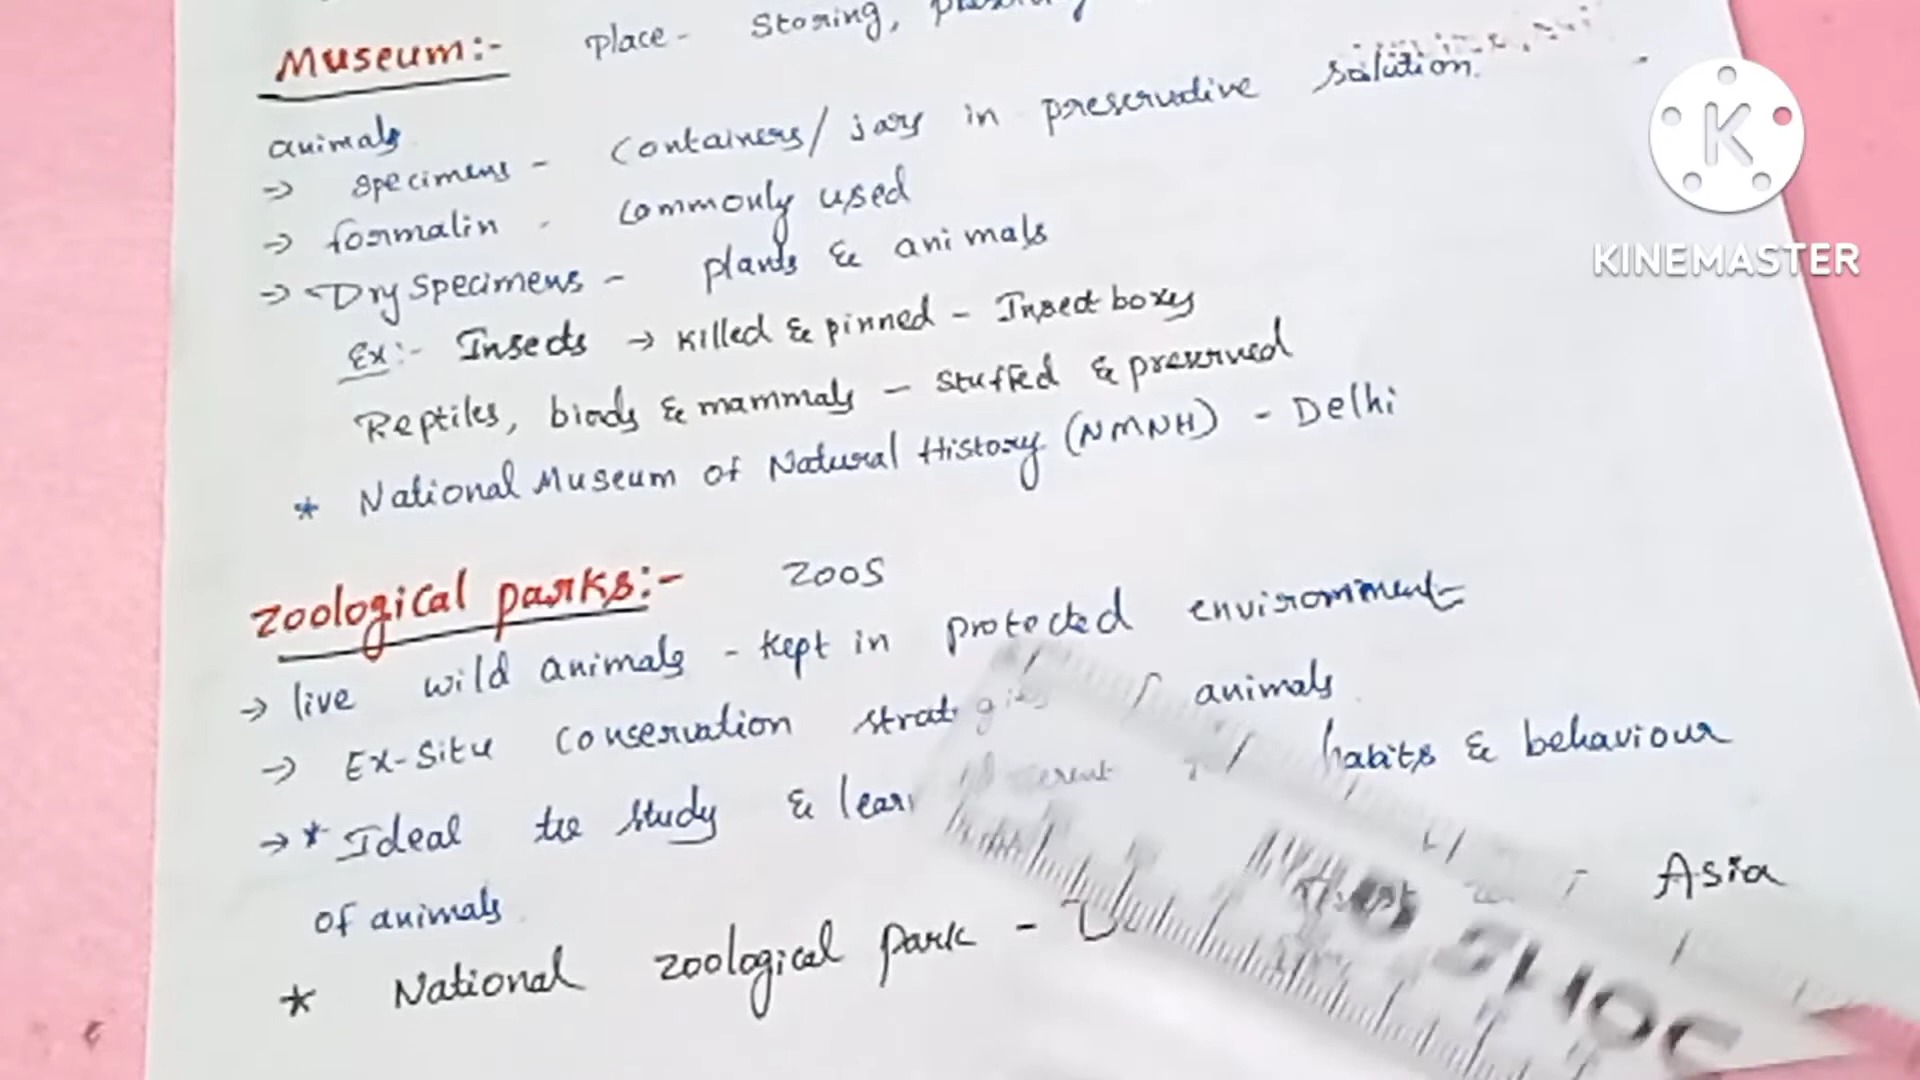 Museum:- place - storing,
animals
→ specimens - containers/ jars in preservative solution.
→ formalin - commonly used
→ Dry specimens - plants & animals
Ex:- Insects → killed & pinned - Insect boxes
Reptiles, birds & mammals - stuffed & preserved
* National Museum of Natural History (NMNH) - Delhi
Zoological parks:- zoos
→ live wild animals - kept in protected environment
→ Ex-situ conservation strategies animals
→ * Ideal to study & learn habits & behaviour
of animals
* National zoological park - Asia
KINEMASTER